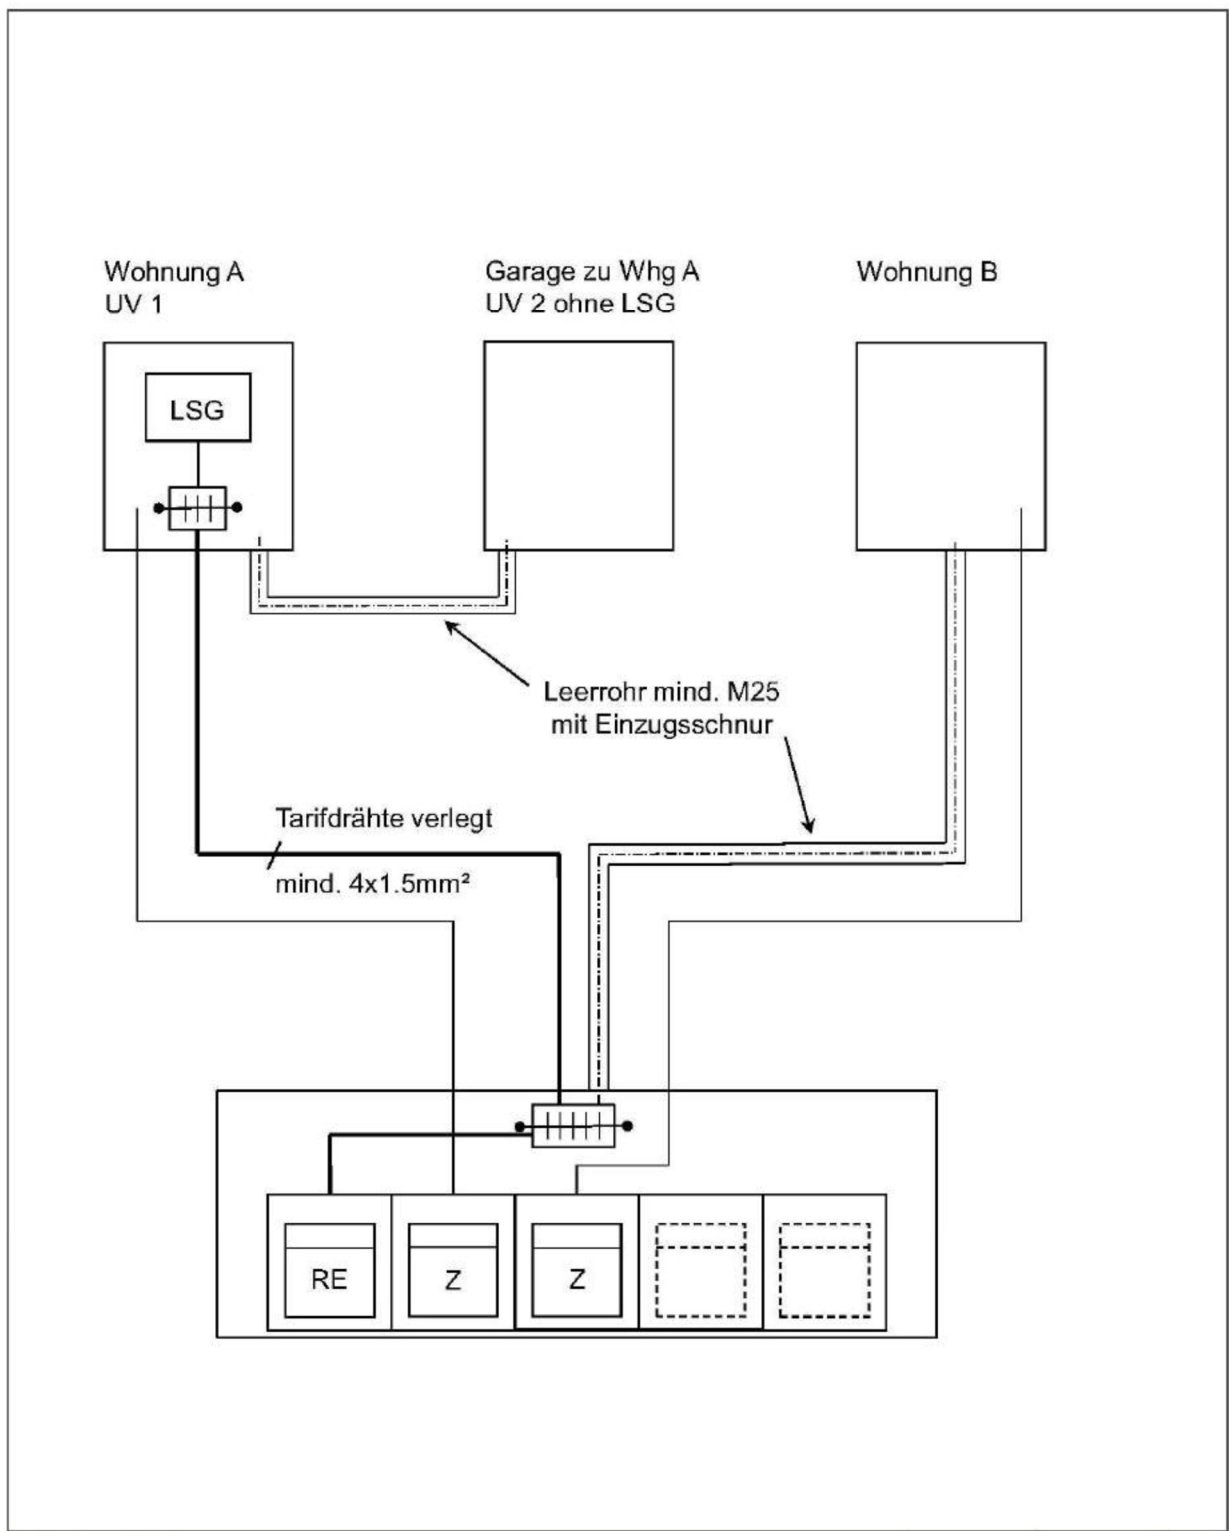 Wohnung A
UV 1
Garage zu Whg A
UV 2 ohne LSG
Wohnung B
LSG
Leerrohr mind. M25
mit Einzugsschnur
Tarifdrähte verlegt
mind. 4x1.5mm²
RE
Z
Z